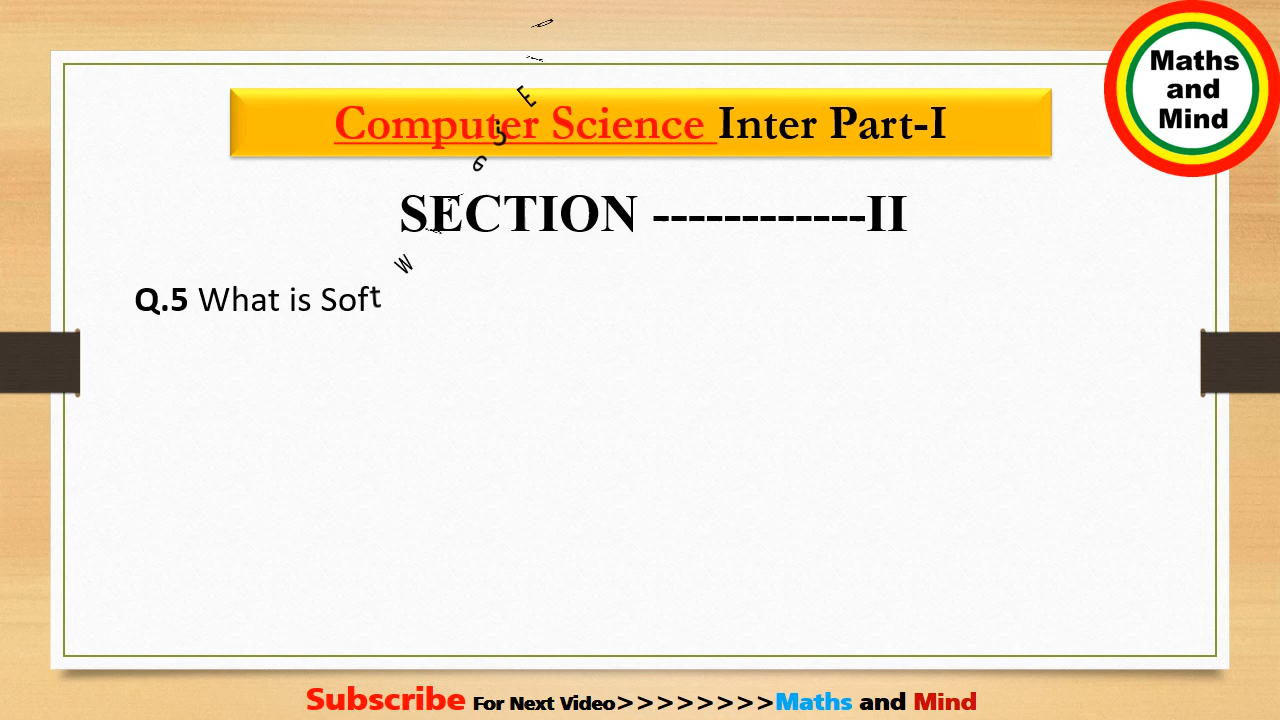 Maths
and
Mind
Computer Science Inter Part-I
SECTION ------------II
Q.5 What is Soft w
Subscribe For Next Video>>>>>>>>Maths and Mind